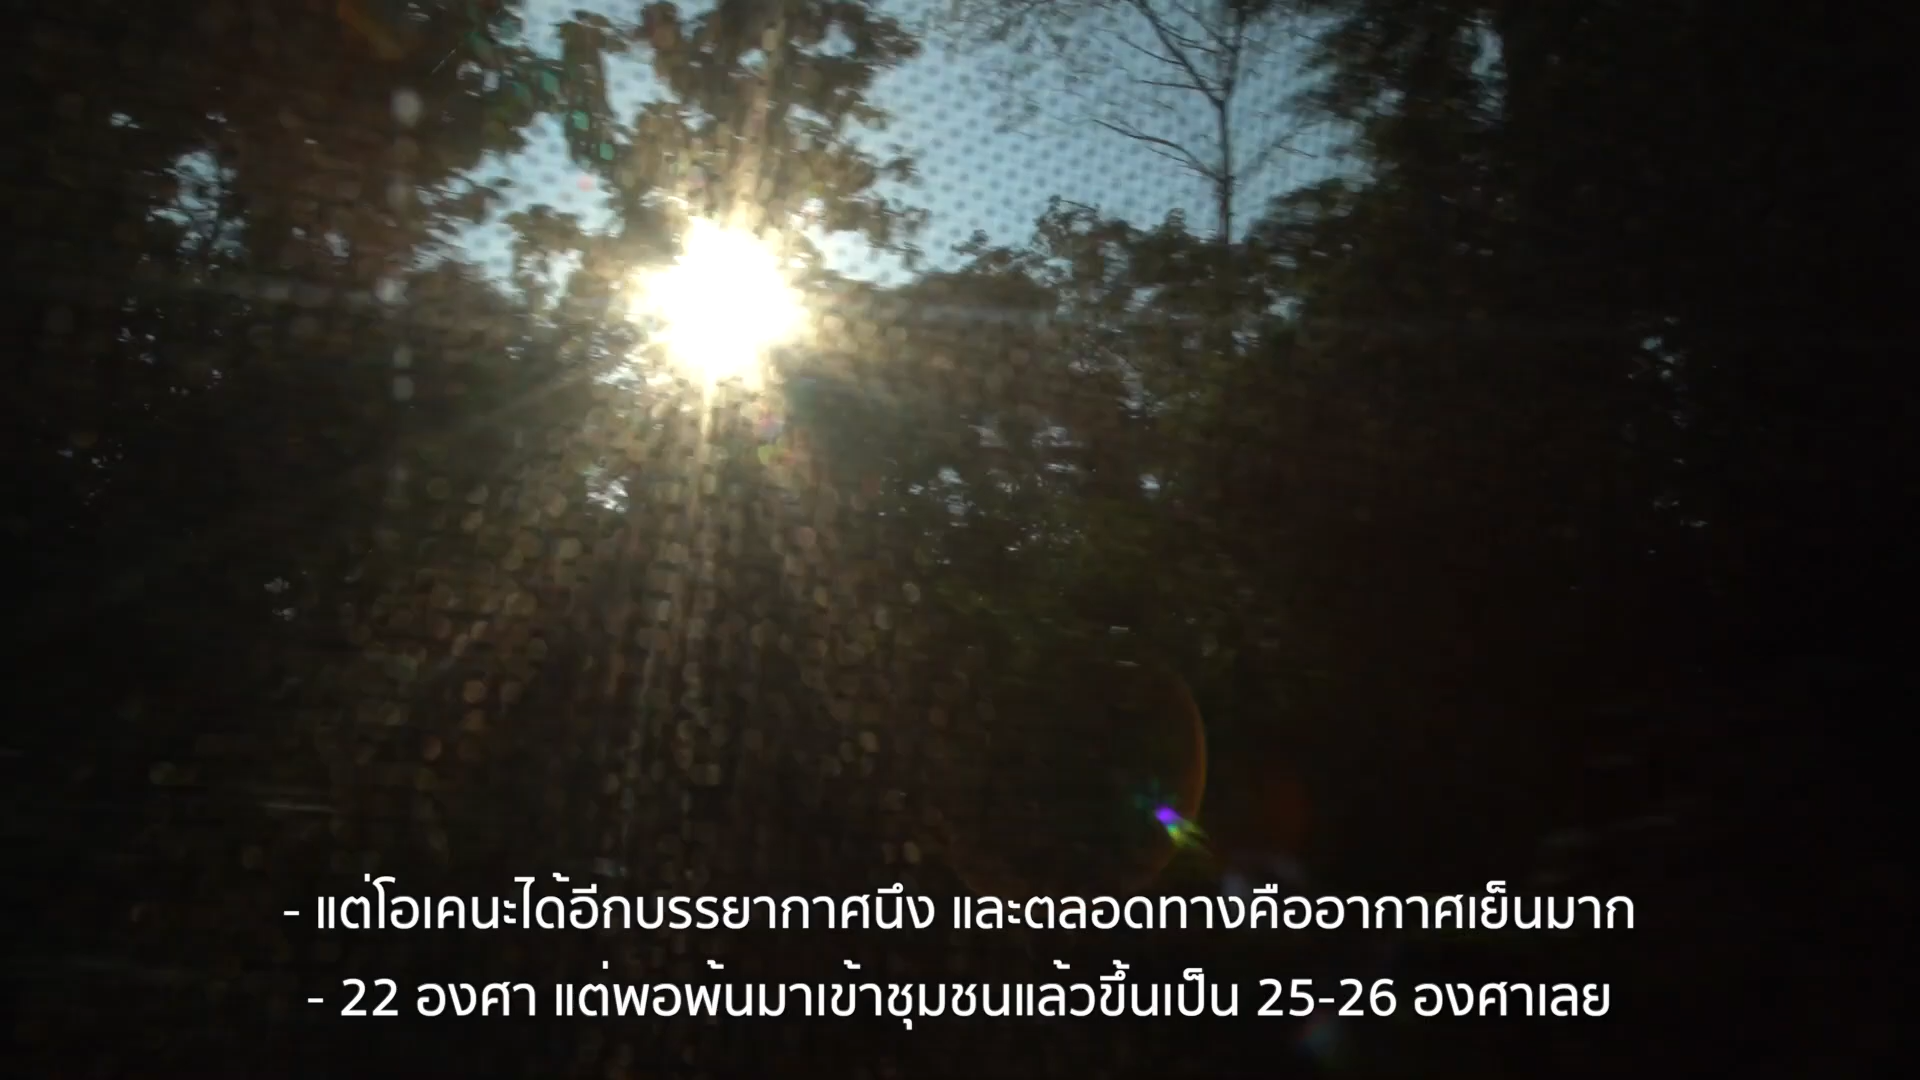 - แต่โอเคนะได้อีกบรรยากาศนึง และตลอดทางคืออากาศเย็นมาก
- 22 องศา แต่พอพ้นมาเข้าชุมชนแล้วขึ้นเป็น 25-26 องศาเลย